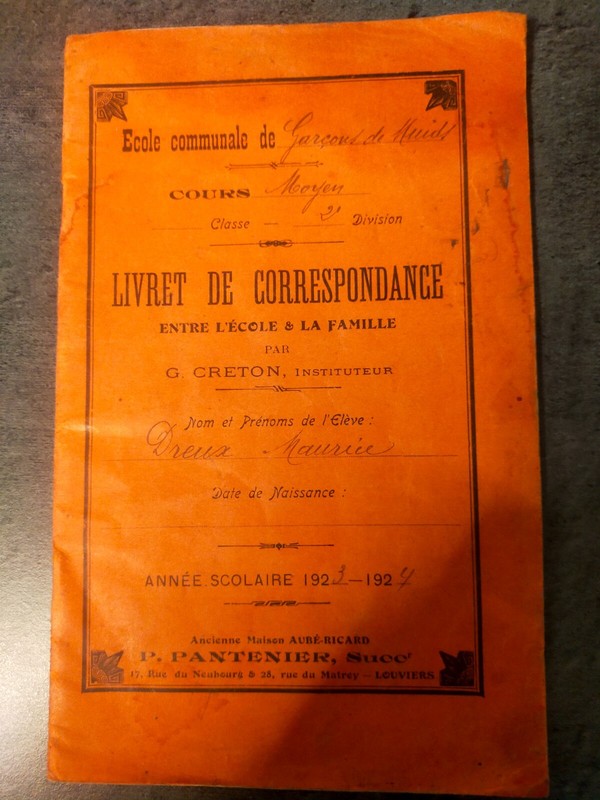 Ecole communale de Garçons de Muids
COURS Moyen
Classe — 2e Division
LIVRET DE CORRESPONDANCE
ENTRE L'ÉCOLE & LA FAMILLE
PAR
G. CRETON, INSTITUTEUR
Nom et Prénoms de l'Elève :
Dreux Maurice
Date de Naissance :
ANNÉE SCOLAIRE 1923—1924
Ancienne Maison AUBÉ-RICARD
P. PANTENIER, Succr
17, Rue du Neubourg & 28, rue du Matrey — LOUVIERS